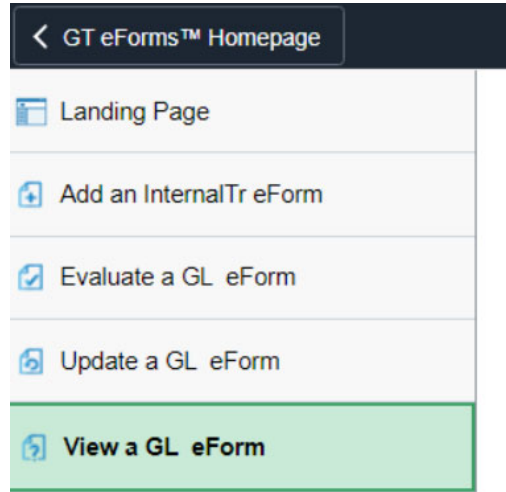 GT eForms™ Homepage
Landing Page
Add an InternalTr eForm
Evaluate a GL eForm
Update a GL eForm
View a GL eForm